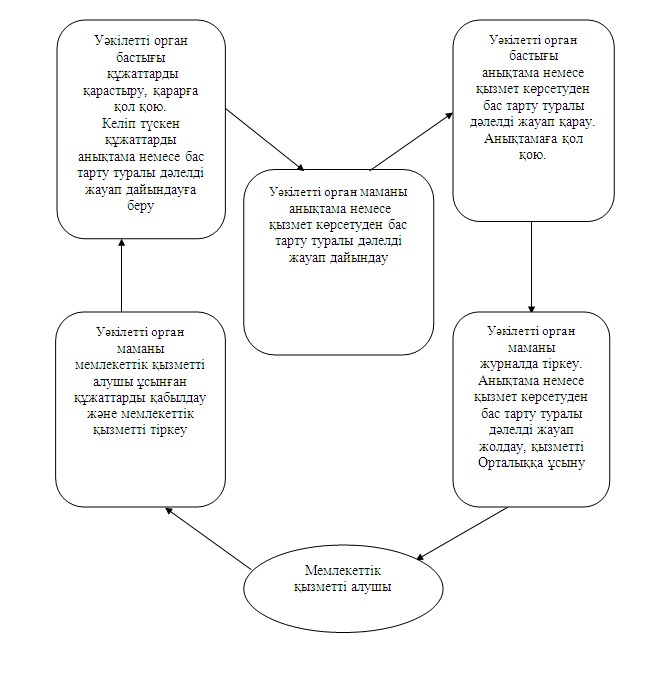 Уәкілетті орган
бастығы
құжаттарды
қарастыру, қарарға
қол қою.
Келіп түскен
құжаттарды
анықтама немесе бас
тарту туралы дәлелді
жауап дайындауға
беру
Уәкілетті орган маманы
анықтама немесе
қызмет көрсетуден бас
тарту туралы дәлелді
жауап дайындау
Уәкілетті орган
бастығы
анықтама немесе
қызмет көрсетуден
бас тарту туралы
дәлелді жауап қарау.
Анықтамаға қол
қою.
Уәкілетті орган
маманы
мемлекеттік қызметті
алушы ұсынған
құжаттарды қабылдау
және мемлекеттік
қызметті тіркеу
Уәкілетті орган
маманы
журналда тіркеу.
Анықтама немесе
қызмет көрсетуден
бас тарту туралы
дәлелді жауап
жолдау, қызметті
Орталыққа ұсыну
Мемлекеттік
қызметті алушы